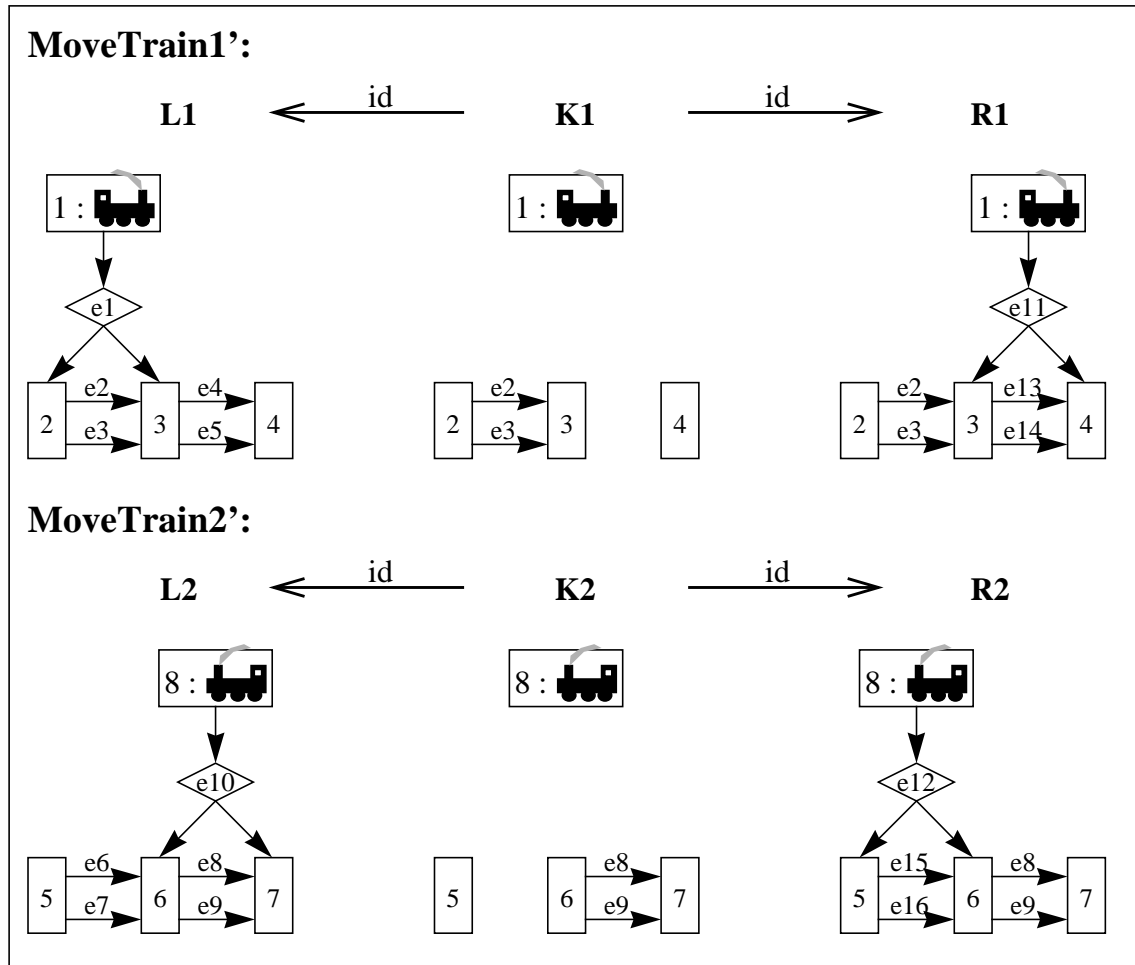 MoveTrain1’:
id id
L1 K1 R1
1 : 1 : 1 :
e1 e11
e2 e4 e2 e2 e13
2 3 4 2 3 4 2 3 4
e3 e5 e3 e3 e14
MoveTrain2’:
id id
L2 K2 R2
8 : 8 : 8 :
e10 e12
e6 e8 e8 e15 e8
5 6 7 5 6 7 5 6 7
e7 e9 e9 e16 e9